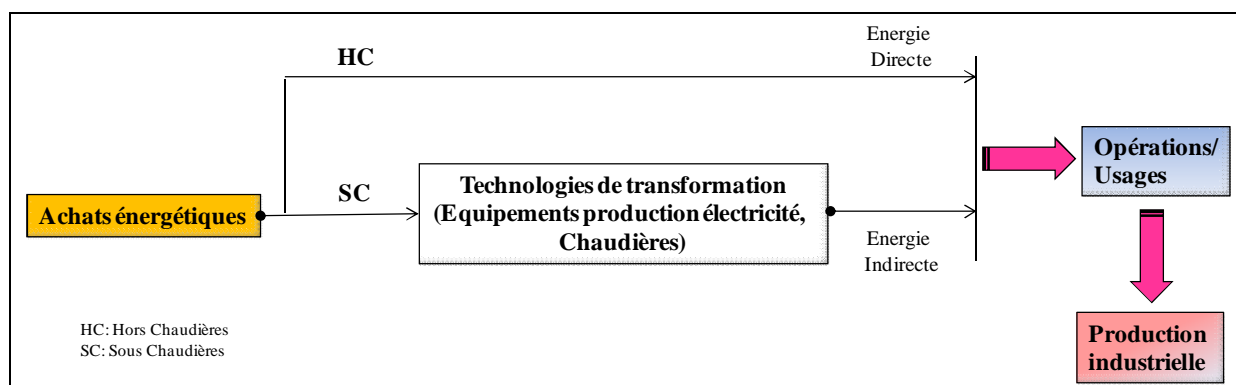 HC
Energie
Directe
Achats énergétiques
SC
Technologies de transformation
(Equipements production électricité,
Chaudières)
Energie
Indirecte
Opérations/
Usages
Production
industrielle
HC: Hors Chaudières
SC: Sous Chaudières